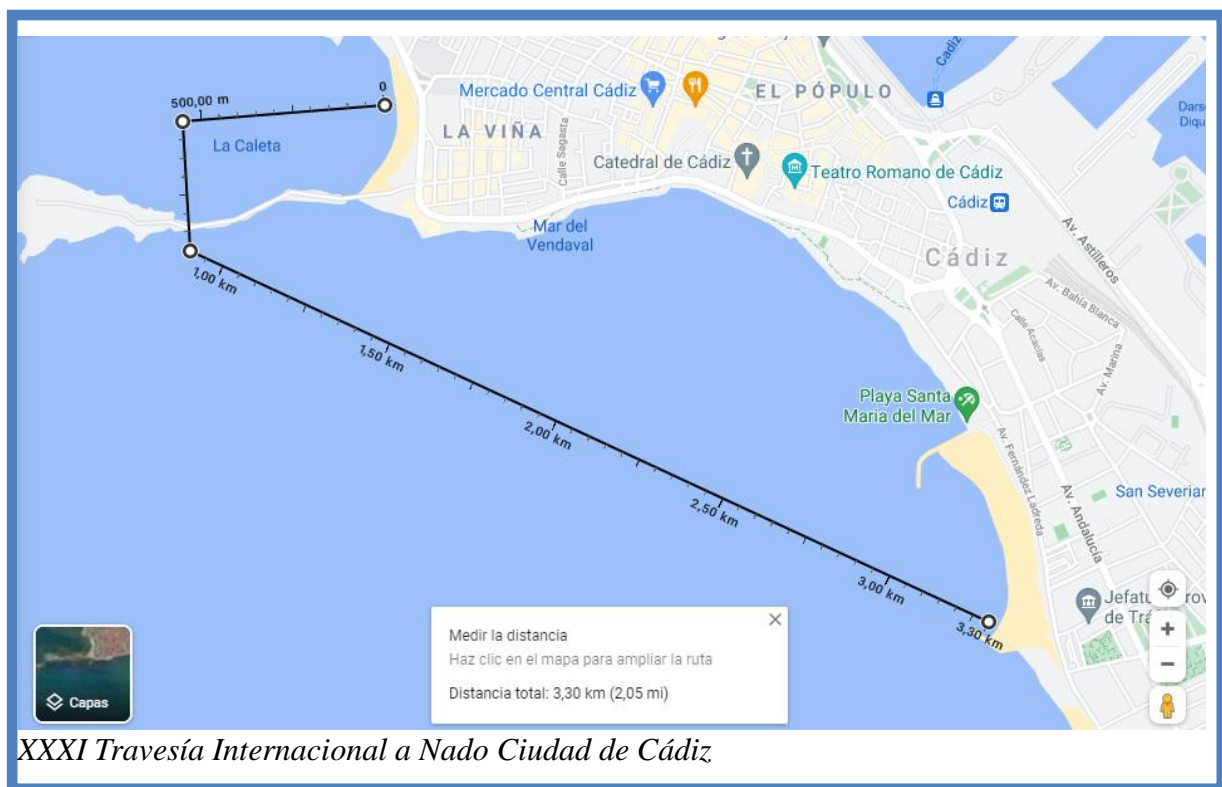 0
500,00 m
La Caleta
Mercado Central Cádiz
EL PÓPULO
Cadiz
LA VIÑA
Calle Sagasta
Catedral de Cádiz
Teatro Romano de Cádiz
Cádiz
Mar del
Vendaval
Cádiz
Av. Astilleros
Av. Bahía Blanca
Calle Acacias
Av. Marina
1,00 km
1,50 km
2,00 km
2,50 km
3,00 km
3,30 km
Playa Santa
Maria del Mar
Av. Fernández Ladreda
Av. Andalucía
San Severian
de Trá
Medir la distancia
Haz clic en el mapa para ampliar la ruta
Distancia total: 3,30 km (2,05 mi)
Capas
XXXI Travesía Internacional a Nado Ciudad de Cádiz